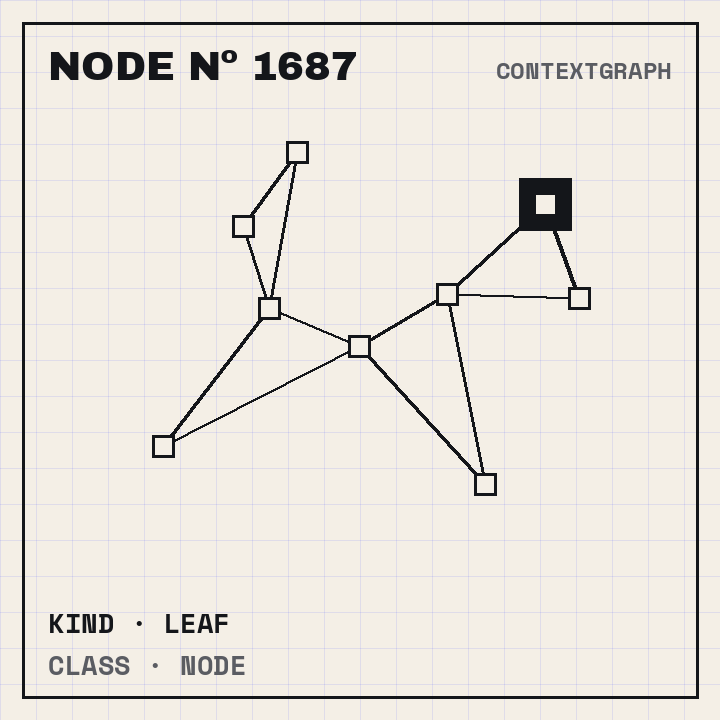 NODE Nº 1687
CONTEXTGRAPH
KIND · LEAF
CLASS · NODE